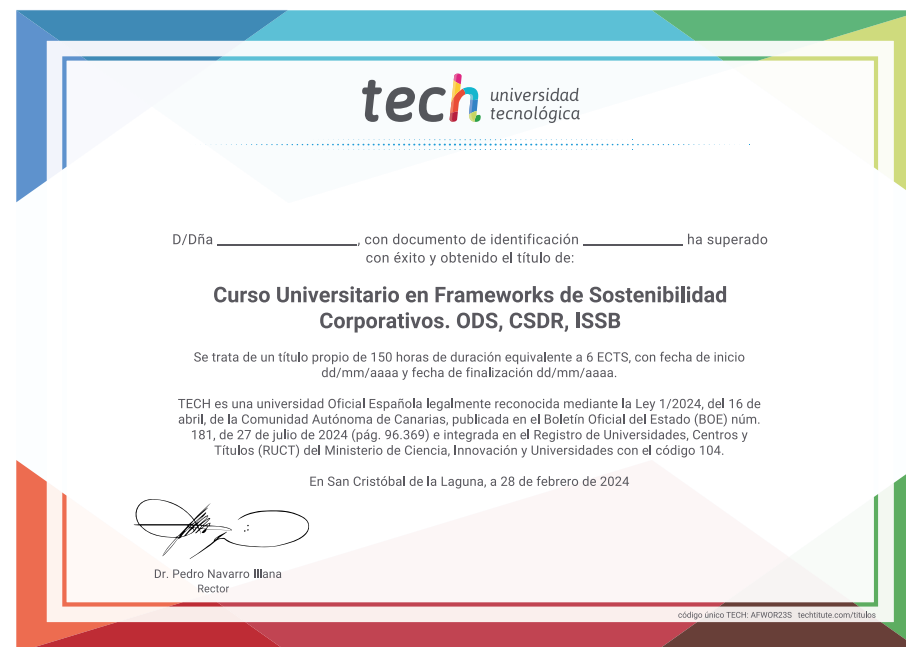 tech universidad
tecnológica
D/Dña ____________________, con documento de identificación ______________ ha superado
con éxito y obtenido el título de:
Curso Universitario en Frameworks de Sostenibilidad
Corporativos. ODS, CSDR, ISSB
Se trata de un título propio de 150 horas de duración equivalente a 6 ECTS, con fecha de inicio
dd/mm/aaaa y fecha de finalización dd/mm/aaaa.
TECH es una universidad Oficial Española legalmente reconocida mediante la Ley 1/2024, del 16 de
abril, de la Comunidad Autónoma de Canarias, publicada en el Boletín Oficial del Estado (BOE) núm.
181, de 27 de julio de 2024 (pág. 96.369) e integrada en el Registro de Universidades, Centros y
Títulos (RUCT) del Ministerio de Ciencia, Innovación y Universidades con el código 104.
En San Cristóbal de la Laguna, a 28 de febrero de 2024
Dr. Pedro Navarro Illana
Rector
código único TECH: AFWOR23S techtitute.com/titulos